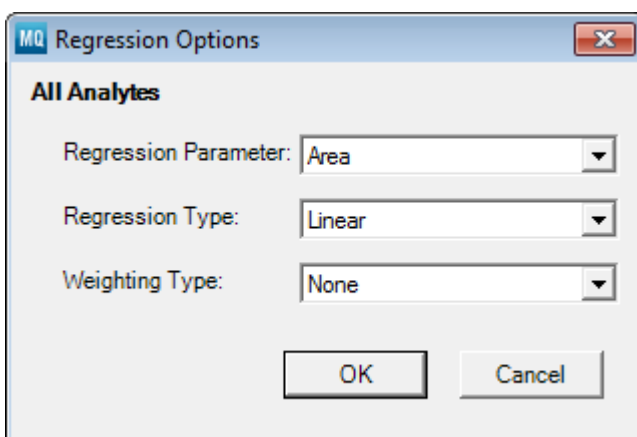 MQ Regression Options
All Analytes
Regression Parameter: Area
Regression Type: Linear
Weighting Type: None
OK Cancel